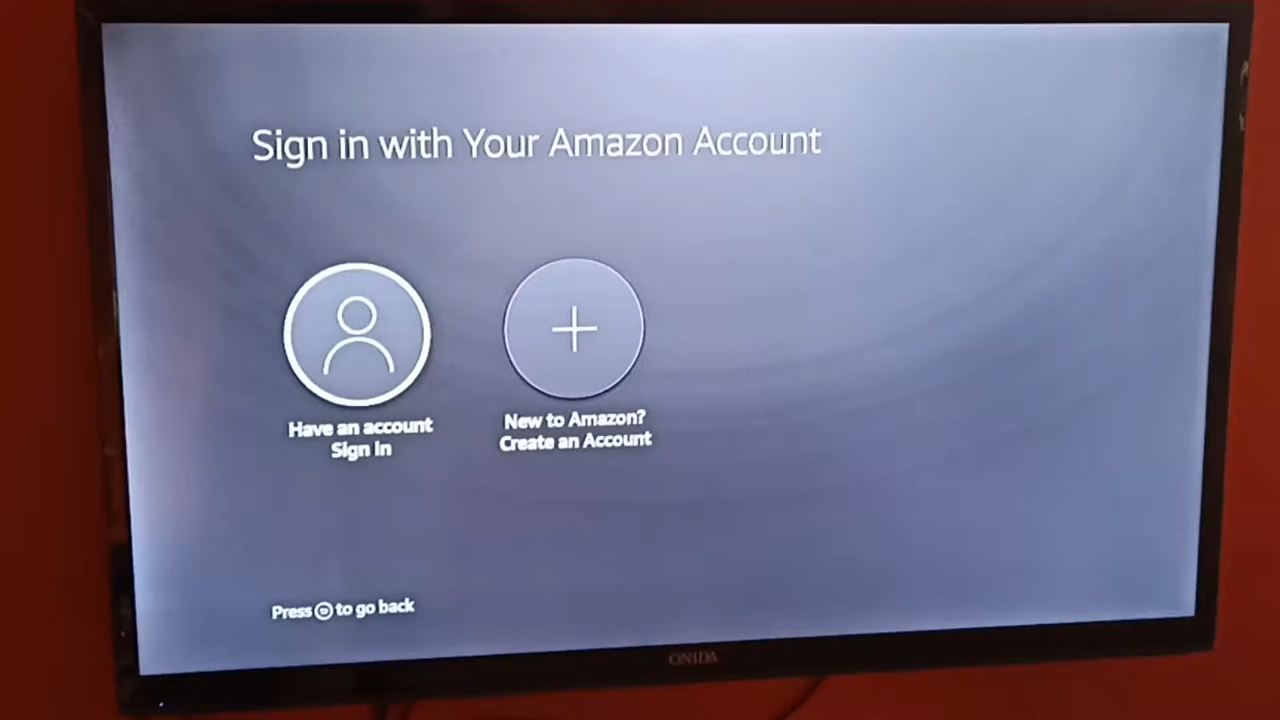 Sign in with Your Amazon Account
Have an account
Sign In
New to Amazon?
Create an Account
Press to go back
ONIDA